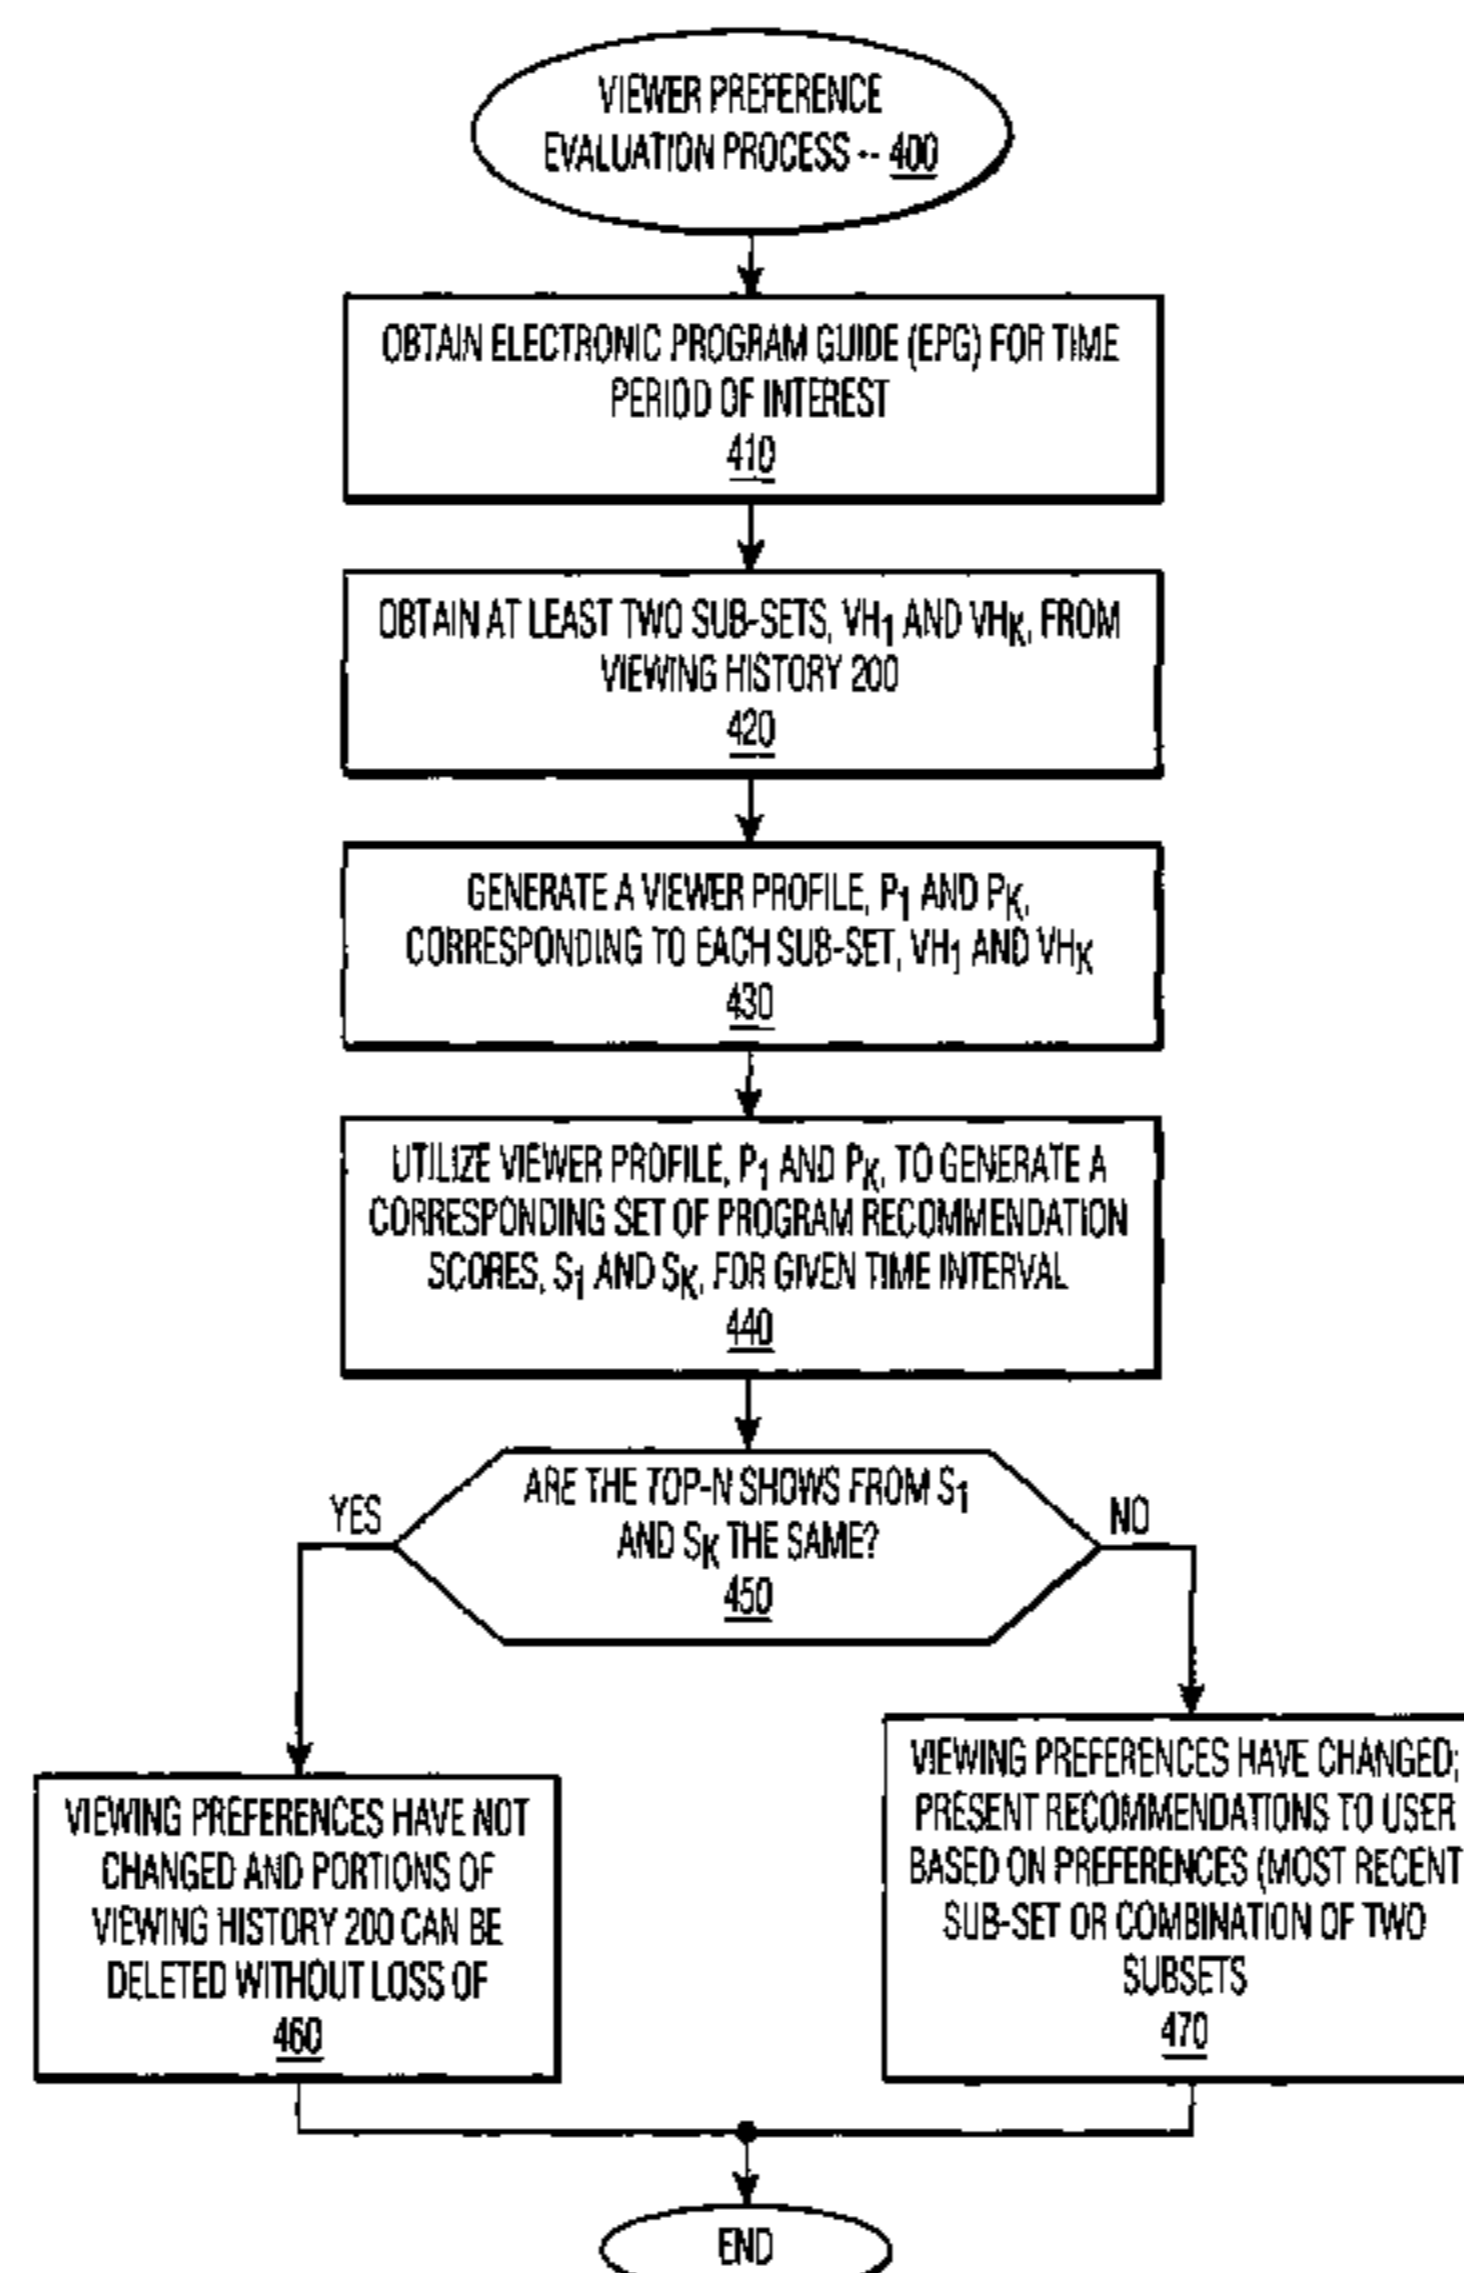 VIEWER PREFERENCE
EVALUATION PROCESS -- 400
OBTAIN ELECTRONIC PROGRAM GUIDE (EPG) FOR TIME
PERIOD OF INTEREST
410
OBTAIN AT LEAST TWO SUB-SETS, VH1 AND VHK, FROM
VIEWING HISTORY 200
420
GENERATE A VIEWER PROFILE, P1 AND PK,
CORRESPONDING TO EACH SUB-SET, VH1 AND VHK
430
UTILIZE VIEWER PROFILE, P1 AND PK, TO GENERATE A
CORRESPONDING SET OF PROGRAM RECOMMENDATION
SCORES, S1 AND SK, FOR GIVEN TIME INTERVAL
440
ARE THE TOP-N SHOWS FROM S1
AND SK THE SAME?
450
YES
NO
VIEWING PREFERENCES HAVE NOT
CHANGED AND PORTIONS OF
VIEWING HISTORY 200 CAN BE
DELETED WITHOUT LOSS OF
460
VIEWING PREFERENCES HAVE CHANGED;
PRESENT RECOMMENDATIONS TO USER
BASED ON PREFERENCES (MOST RECENT
SUB-SET OR COMBINATION OF TWO
SUBSETS
470
END